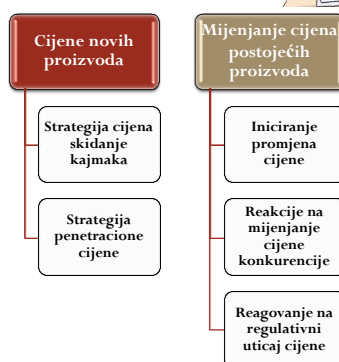 Cijene novih
proizvoda
Strategija cijena
skidanje
kajmaka
Strategija
penetracione
cijene
Mijenjanje cijena
postojećih
proizvoda
Iniciranje
promjena
cijene
Reakcije na
mijenjanje
cijene
konkurencije
Reagovanje na
regulativni
uticaj cijene